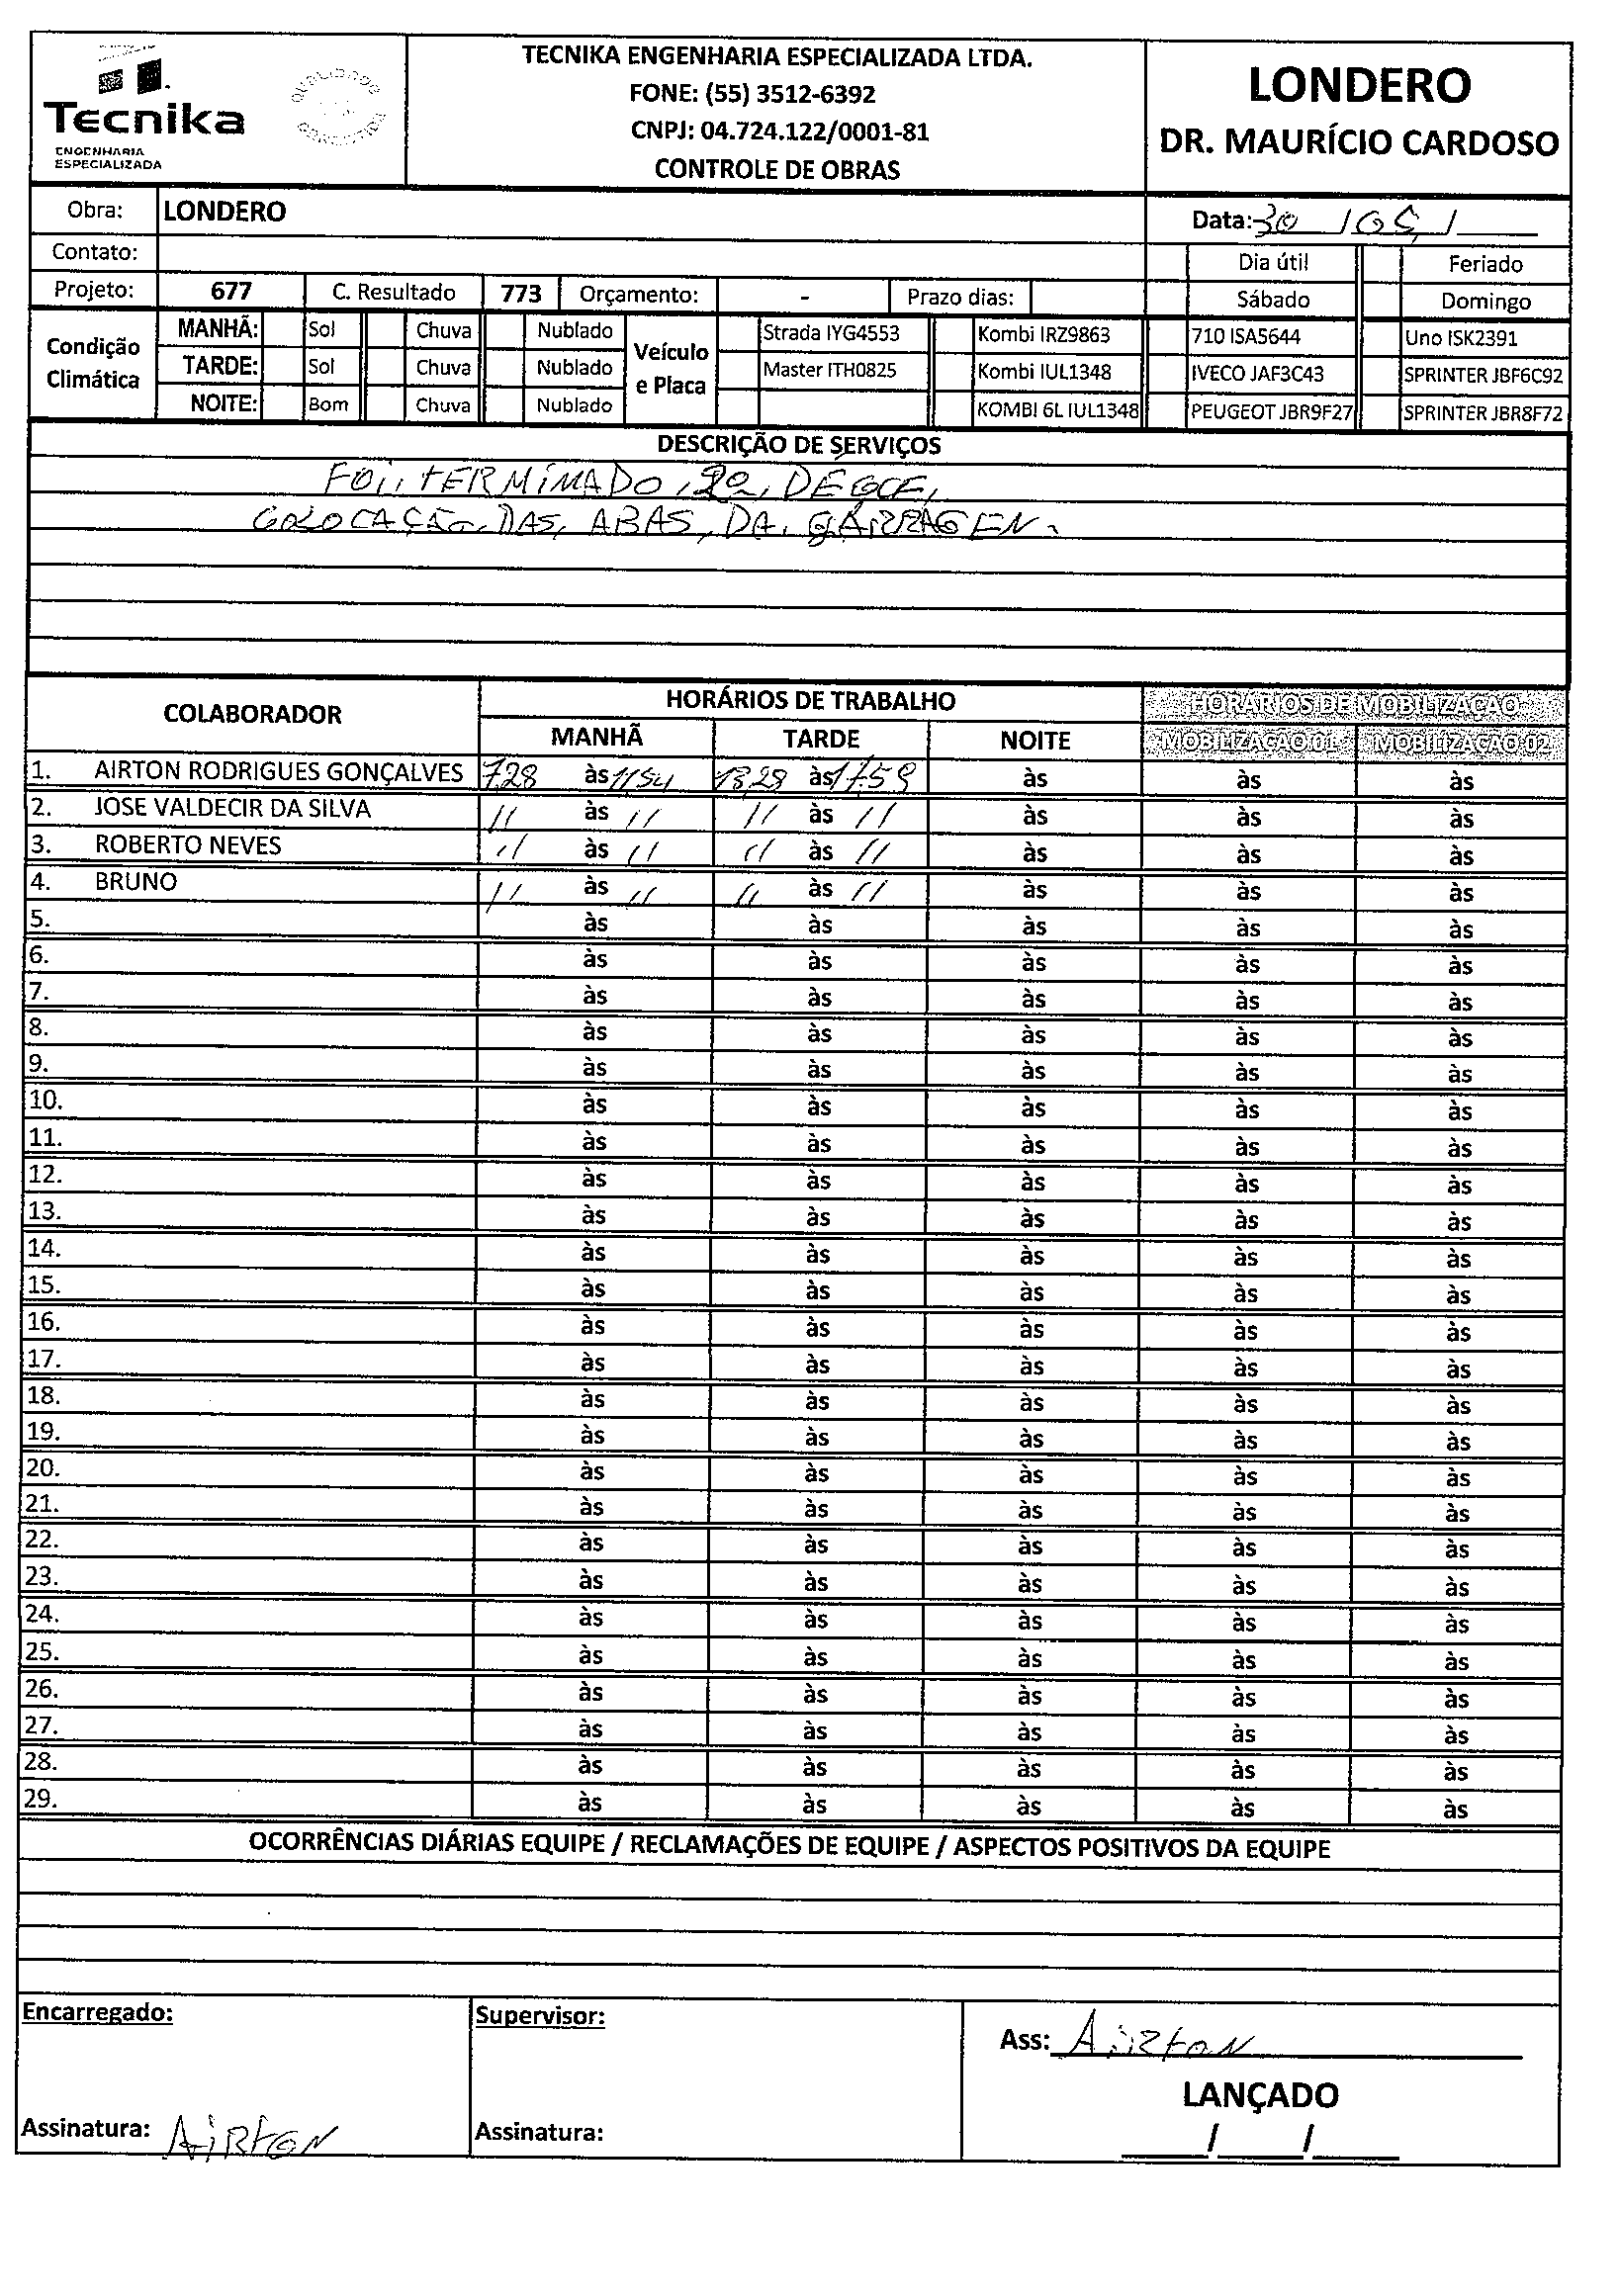 Tecnika
ENGENHARIA
ESPECIALIZADA
QUALIDADE
TECNIKA ENGENHARIA ESPECIALIZADA LTDA.
FONE: (55) 3512-6392
CNPJ: 04.724.122/0001-81
CONTROLE DE OBRAS
LONDERO
DR. MAURÍCIO CARDOSO
Obra: LONDERO
Data: 30 / 05 /
Contato:
Dia útil Feriado
Projeto: 677 C. Resultado 773 Orçamento: - Prazo dias: Sábado Domingo
Condição Climática
MANHÃ: Sol Chuva Nublado
TARDE: Sol Chuva Nublado
NOITE: Bom Chuva Nublado
Veículo e Placa
Strada IYG4553 Kombi IRZ9863 710 ISA5644 Uno ISK2391
Master ITH0825 Kombi IUL1348 IVECO JAF3C43 SPRINTER JBF6C92
KOMBI 6L IUL1348 PEUGEOT JBR9F27 SPRINTER JBR8F72
DESCRIÇÃO DE SERVIÇOS
FOi, tERMiMADO,
COLOCAÇÃO DAS, ABAS, DA, GÁRRAGEN.
COLABORADOR HORÁRIOS DE TRABALHO HORÁRIOS DE MOBILIZAÇÃO
MANHÃ TARDE NOITE MOBILIZAÇÃO 01 MOBILIZAÇÃO 02
1. AIRTON RODRIGUES GONÇALVES 7,28 às 11,54 13,28 às 17,59 às às às
2. JOSE VALDECIR DA SILVA 11 às 11 11 às 11 às às às
3. ROBERTO NEVES 11 às 11 11 às 11 às às às
4. BRUNO 11 às 11 11 às 11 às às às
5. às às às às às
6. às às às às às
7. às às às às às
8. às às às às às
9. às às às às às
10. às às às às às
11. às às às às às
12. às às às às às
13. às às às às às
14. às às às às às
15. às às às às às
16. às às às às às
17. às às às às às
18. às às às às às
19. às às às às às
20. às às às às às
21. às às às às às
22. às às às às às
23. às às às às às
24. às às às às às
25. às às às às às
26. às às às às às
27. às às às às às
28. às às às às às
29. às às às às às
OCORRÊNCIAS DIÁRIAS EQUIPE / RECLAMAÇÕES DE EQUIPE / ASPECTOS POSITIVOS DA EQUIPE
Encarregado:
Supervisor:
Ass: AiRtoN
LANÇADO
Assinatura: AiRtoN
Assinatura:
/ /